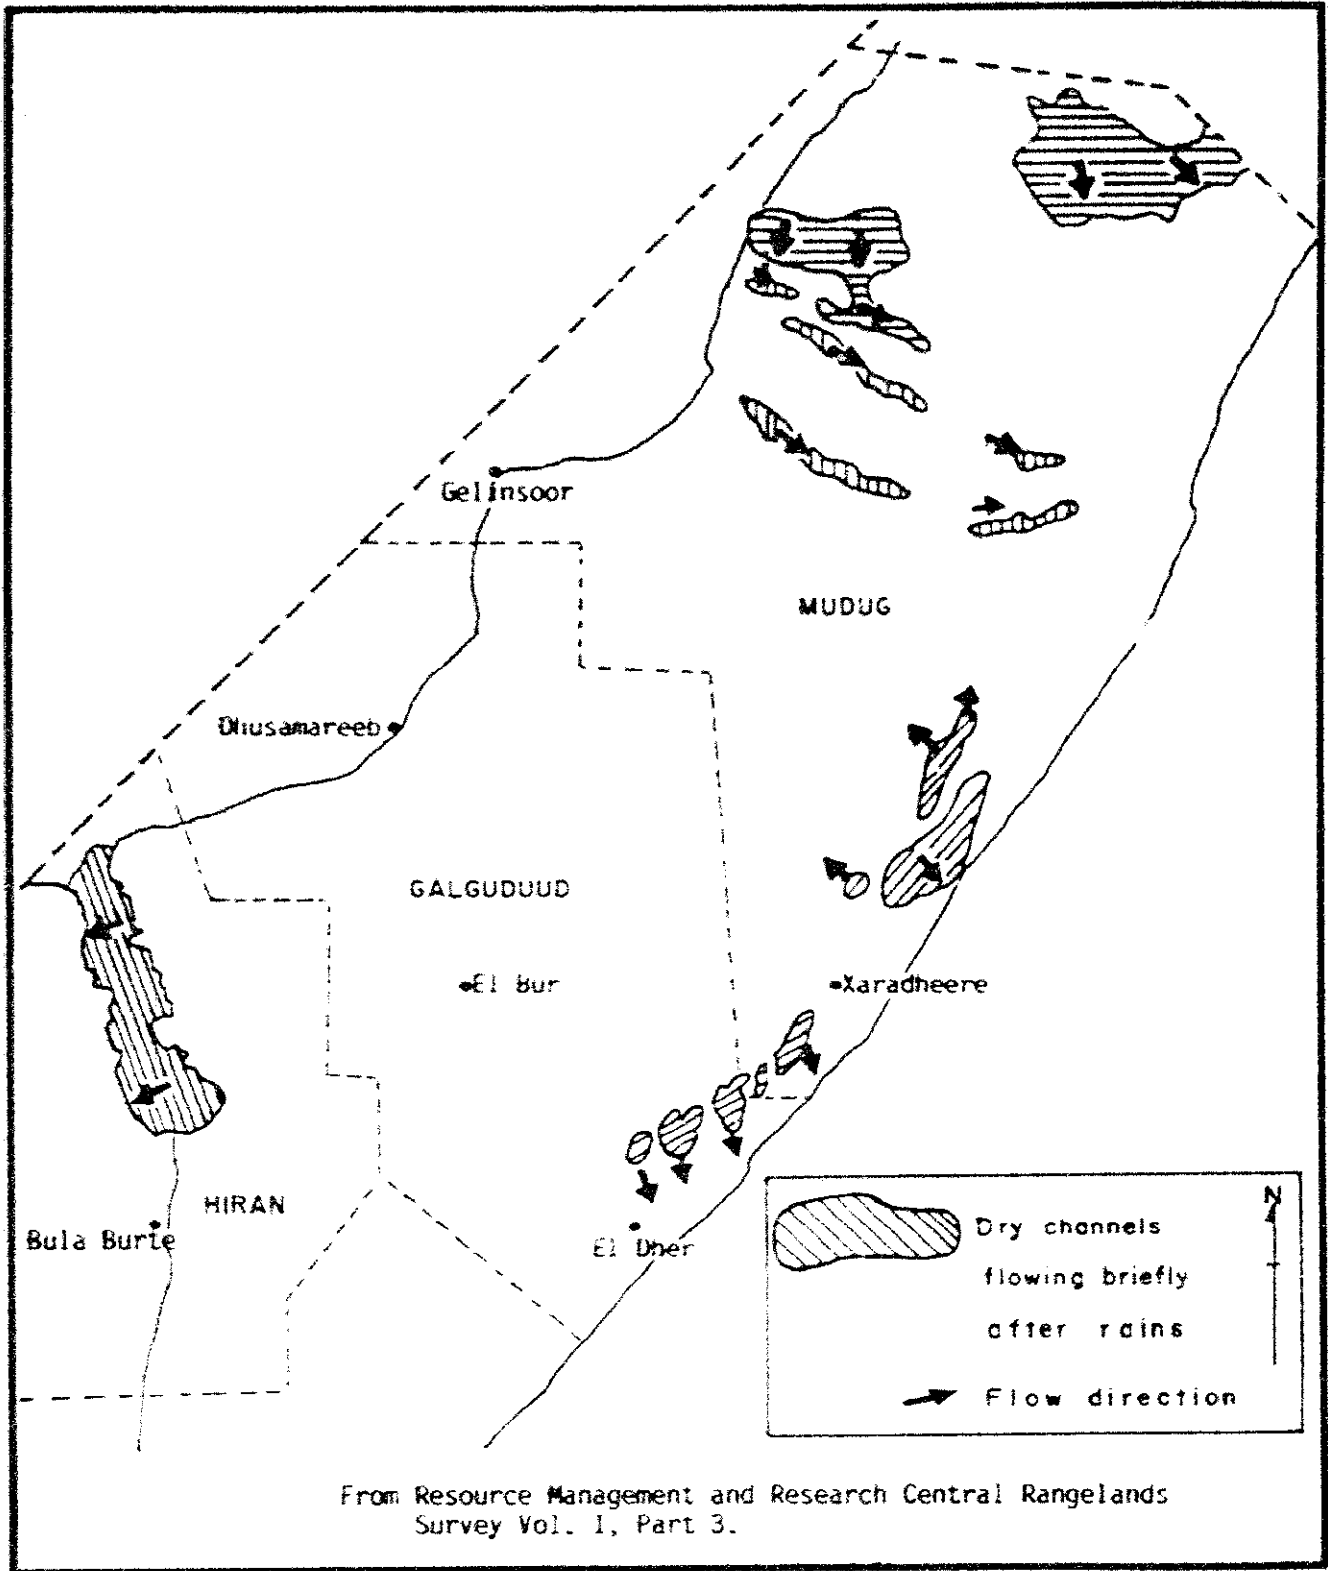 Gelinsoor
MUDUG
Dhusamareeb
GALGUDUUD
El Bur
Xaradheere
HIRAN
Bula Burte
El Dher
N
Dry channels
flowing briefly
after rains
Flow direction
From Resource Management and Research Central Rangelands
Survey Vol. I, Part 3.